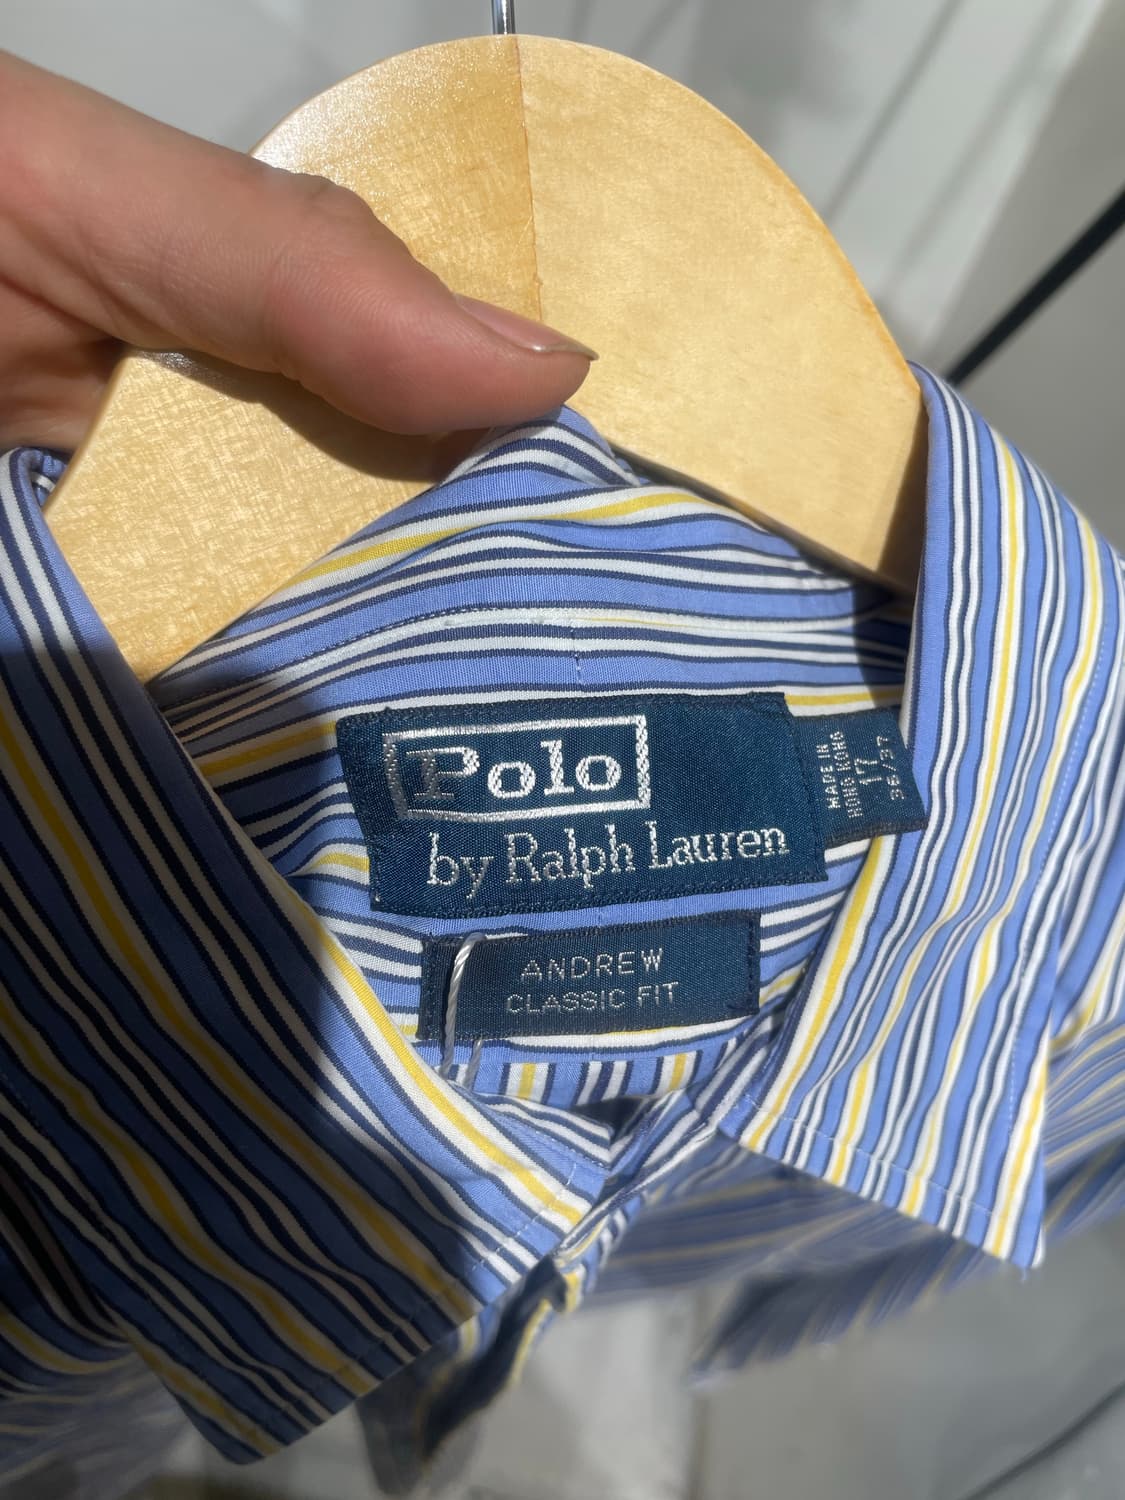 Polo
by Ralph Lauren
MADE IN
HONG KONG
17
36/37
ANDREW
CLASSIC FIT